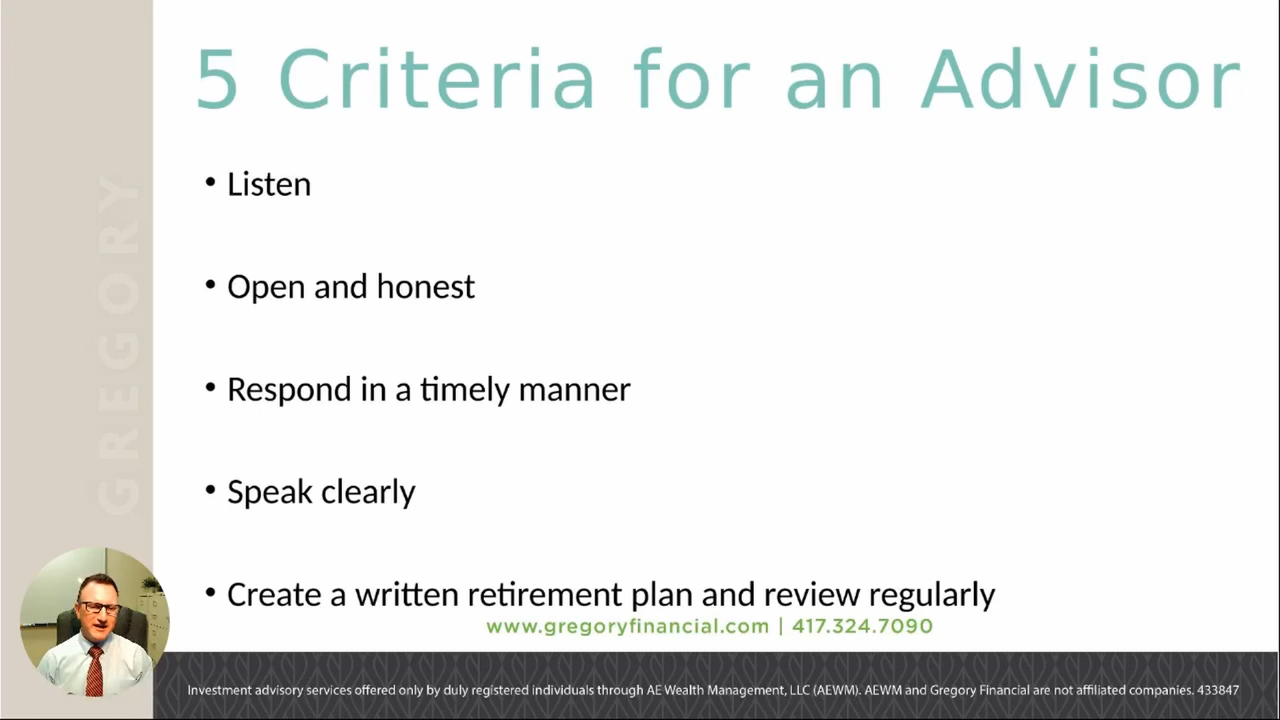 5 Criteria for an Advisor
• Listen
• Open and honest
• Respond in a timely manner
• Speak clearly
• Create a written retirement plan and review regularly
www.gregoryfinancial.com | 417.324.7090
GREGORY
Investment advisory services offered only by duly registered individuals through AE Wealth Management, LLC (AEWM). AEWM and Gregory Financial are not affiliated companies. 433847